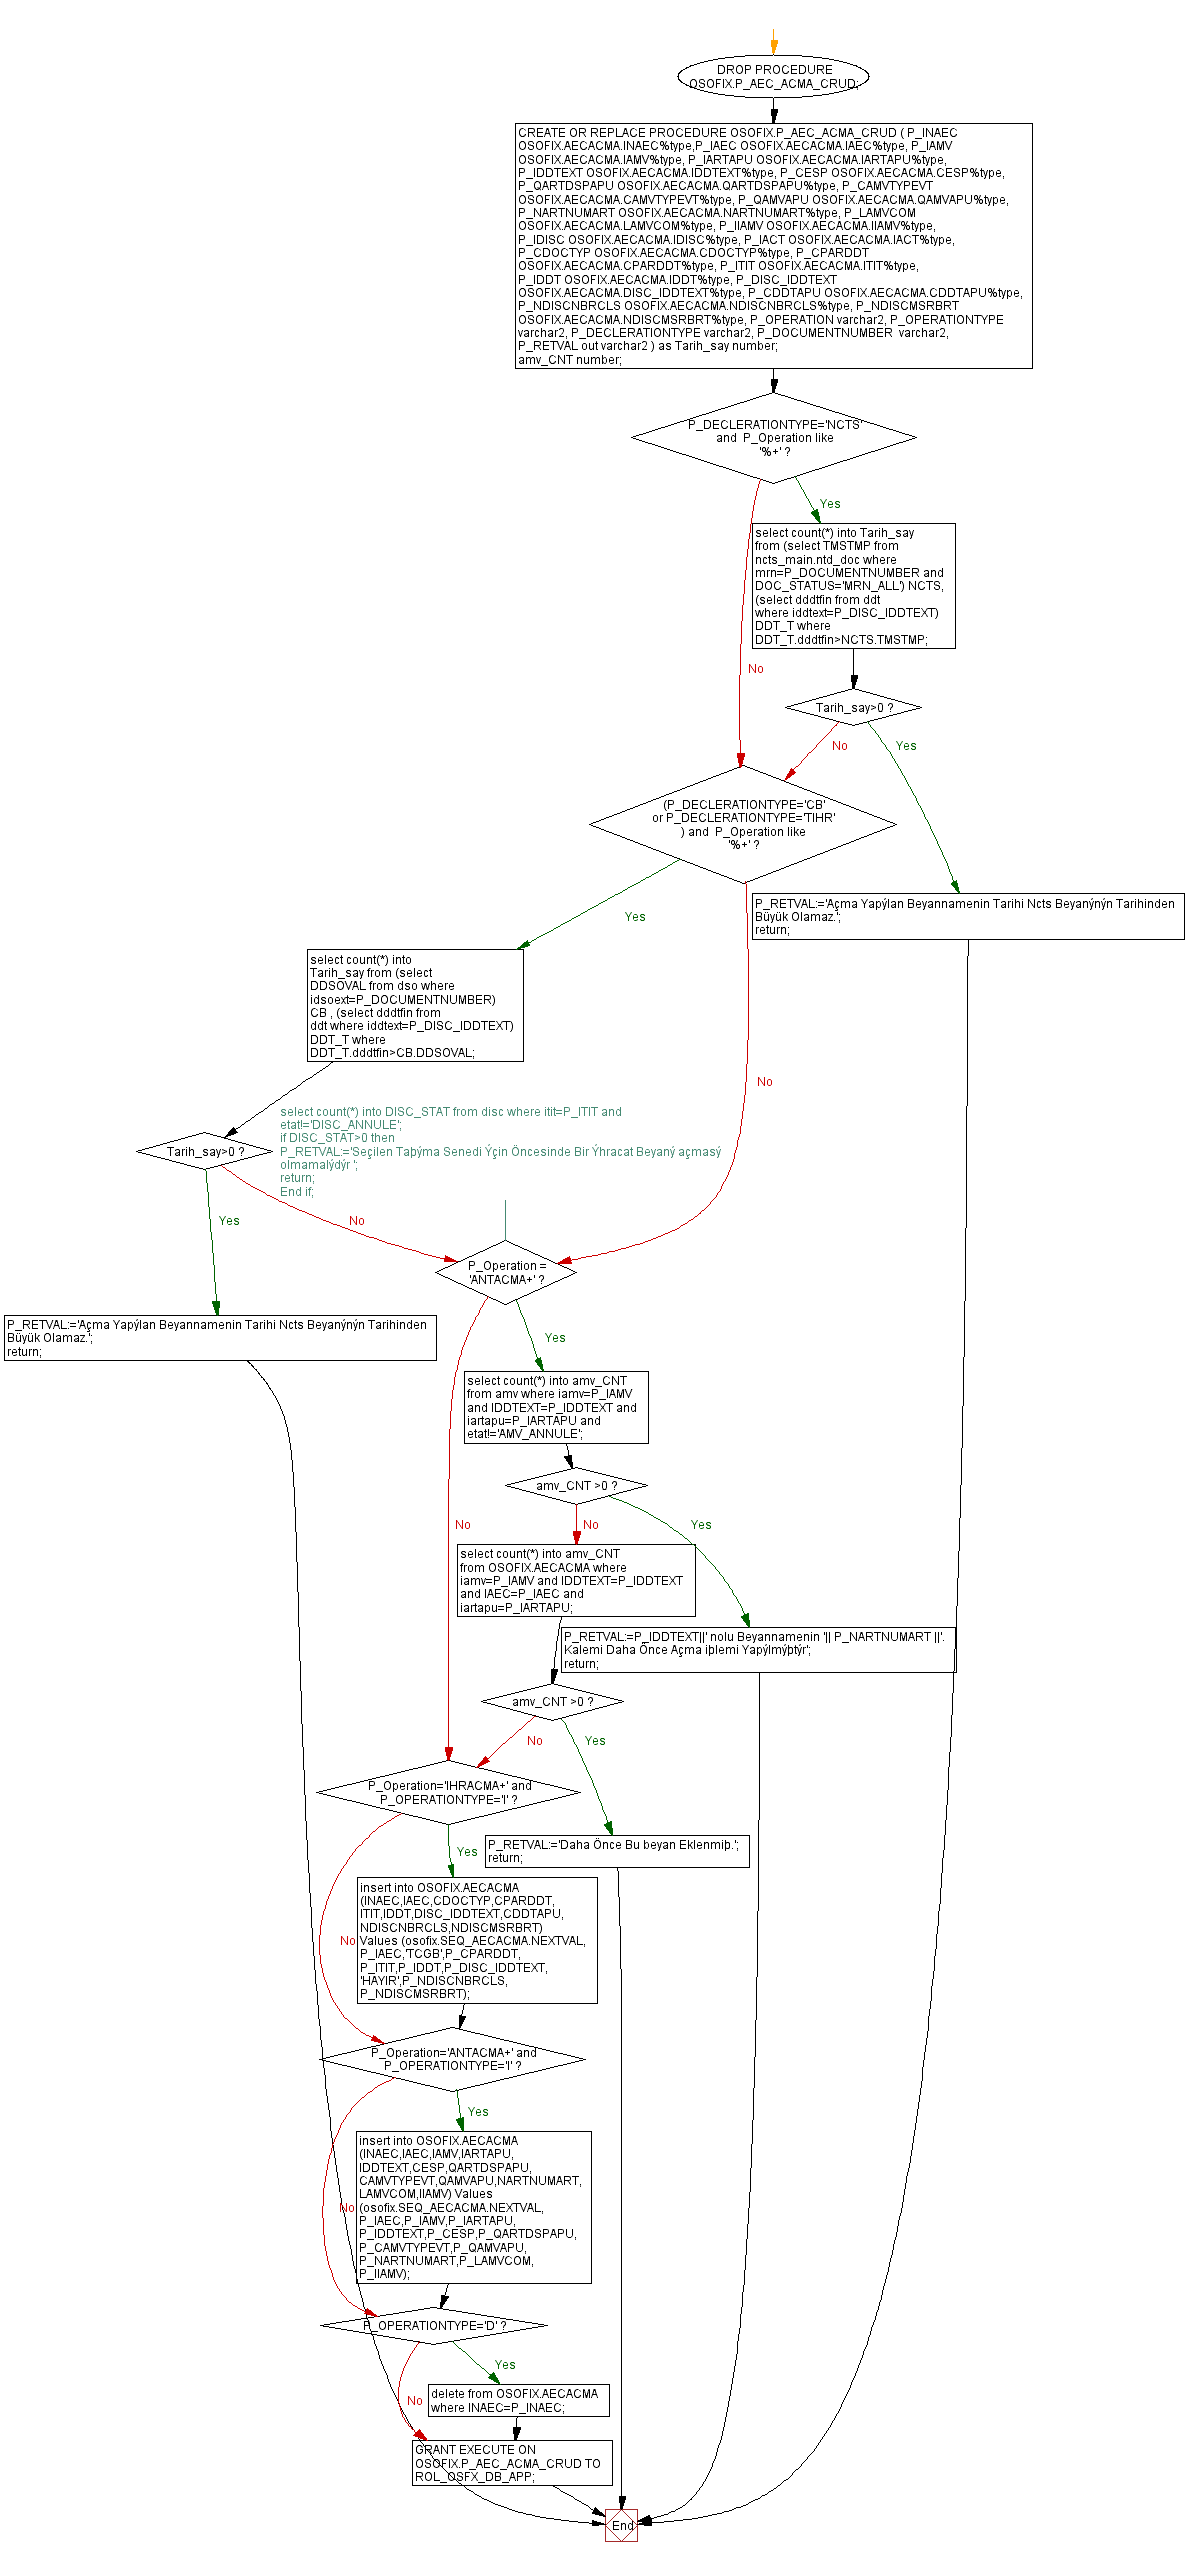 DROP PROCEDURE
OSOFIX.P_AEC_ACMA_CRUD;
CREATE OR REPLACE PROCEDURE OSOFIX.P_AEC_ACMA_CRUD ( P_INAEC
OSOFIX.AECACMA.INAEC%type,P_IAEC OSOFIX.AECACMA.IAEC%type, P_IAMV
OSOFIX.AECACMA.IAMV%type, P_IARTAPU OSOFIX.AECACMA.IARTAPU%type,
P_IDDTEXT OSOFIX.AECACMA.IDDTEXT%type, P_CESP OSOFIX.AECACMA.CESP%type,
P_QARTDSPAPU OSOFIX.AECACMA.QARTDSPAPU%type, P_CAMVTYPEVT
OSOFIX.AECACMA.CAMVTYPEVT%type, P_QAMVAPU OSOFIX.AECACMA.QAMVAPU%type,
P_NARTNUMART OSOFIX.AECACMA.NARTNUMART%type, P_LAMVCOM
OSOFIX.AECACMA.LAMVCOM%type, P_IIAMV OSOFIX.AECACMA.IIAMV%type,
P_IDISC OSOFIX.AECACMA.IDISC%type, P_IACT OSOFIX.AECACMA.IACT%type,
P_CDOCTYP OSOFIX.AECACMA.CDOCTYP%type, P_CPARDDT
OSOFIX.AECACMA.CPARDDT%type, P_ITIT OSOFIX.AECACMA.ITIT%type,
P_IDDT OSOFIX.AECACMA.IDDT%type, P_DISC_IDDTEXT
OSOFIX.AECACMA.DISC_IDDTEXT%type, P_CDDTAPU OSOFIX.AECACMA.CDDTAPU%type,
P_NDISCNBRCLS OSOFIX.AECACMA.NDISCNBRCLS%type, P_NDISCMSRBRT
OSOFIX.AECACMA.NDISCMSRBRT%type, P_OPERATION varchar2, P_OPERATIONTYPE
varchar2, P_DECLERATIONTYPE varchar2, P_DOCUMENTNUMBER  varchar2,
P_RETVAL out varchar2 ) as Tarih_say number;
amv_CNT number;
P_DECLERATIONTYPE='NCTS'
and  P_Operation like
'%+' ?
Yes
select count(*) into Tarih_say
from (select TMSTMP from
ncts_main.ntd_doc where
mrn=P_DOCUMENTNUMBER and
DOC_STATUS='MRN_ALL') NCTS,
(select dddtfin from ddt
where iddtext=P_DISC_IDDTEXT)
DDT_T where
DDT_T.dddtfin>NCTS.TMSTMP;
No
Tarih_say>0 ?
No
Yes
(P_DECLERATIONTYPE='CB'
or P_DECLERATIONTYPE='TIHR'
) and  P_Operation like
'%+' ?
P_RETVAL:='Açma Yapýlan Beyannamenin Tarihi Ncts Beyanýnýn Tarihinden
Büyük Olamaz.';
return;
Yes
select count(*) into
Tarih_say from (select
DDSOVAL from dso where
idsoext=P_DOCUMENTNUMBER)
CB , (select dddtfin from
ddt where iddtext=P_DISC_IDDTEXT)
DDT_T where
DDT_T.dddtfin>CB.DDSOVAL;
No
select count(*) into DISC_STAT from disc where itit=P_ITIT and
etat!='DISC_ANNULE';
if DISC_STAT>0 then
P_RETVAL:='Seçilen Taþýma Senedi Ýçin Öncesinde Bir Ýhracat Beyaný açmasý
olmamalýdýr ';
return;
End if;
Tarih_say>0 ?
Yes
No
P_Operation =
'ANTACMA+' ?
P_RETVAL:='Açma Yapýlan Beyannamenin Tarihi Ncts Beyanýnýn Tarihinden
Büyük Olamaz.';
return;
Yes
select count(*) into amv_CNT
from amv where iamv=P_IAMV
and IDDTEXT=P_IDDTEXT and
iartapu=P_IARTAPU and
etat!='AMV_ANNULE';
amv_CNT >0 ?
No
No
Yes
select count(*) into amv_CNT
from OSOFIX.AECACMA where
iamv=P_IAMV and IDDTEXT=P_IDDTEXT
and IAEC=P_IAEC and
iartapu=P_IARTAPU;
P_RETVAL:=P_IDDTEXT||' nolu Beyannamenin '|| P_NARTNUMART ||'.
Kalemi Daha Önce Açma iþlemi Yapýlmýþtýr';
return;
amv_CNT >0 ?
No
Yes
P_Operation='IHRACMA+' and
P_OPERATIONTYPE='I' ?
P_RETVAL:='Daha Önce Bu beyan Eklenmiþ.';
return;
Yes
insert into OSOFIX.AECACMA
(INAEC,IAEC,CDOCTYP,CPARDDT,
ITIT,IDDT,DISC_IDDTEXT,CDDTAPU,
NDISCNBRCLS,NDISCMSRBRT)
Values (osofix.SEQ_AECACMA.NEXTVAL,
P_IAEC,'TCGB',P_CPARDDT,
P_ITIT,P_IDDT,P_DISC_IDDTEXT,
'HAYIR',P_NDISCNBRCLS,
P_NDISCMSRBRT);
No
P_Operation='ANTACMA+' and
P_OPERATIONTYPE='I' ?
Yes
insert into OSOFIX.AECACMA
(INAEC,IAEC,IAMV,IARTAPU,
IDDTEXT,CESP,QARTDSPAPU,
CAMVTYPEVT,QAMVAPU,NARTNUMART,
LAMVCOM,IIAMV) Values
(osofix.SEQ_AECACMA.NEXTVAL,
P_IAEC,P_IAMV,P_IARTAPU,
P_IDDTEXT,P_CESP,P_QARTDSPAPU,
P_CAMVTYPEVT,P_QAMVAPU,
P_NARTNUMART,P_LAMVCOM,
P_IIAMV);
No
P_OPERATIONTYPE='D' ?
Yes
No
delete from OSOFIX.AECACMA
where INAEC=P_INAEC;
GRANT EXECUTE ON
OSOFIX.P_AEC_ACMA_CRUD TO
ROL_OSFX_DB_APP;
End